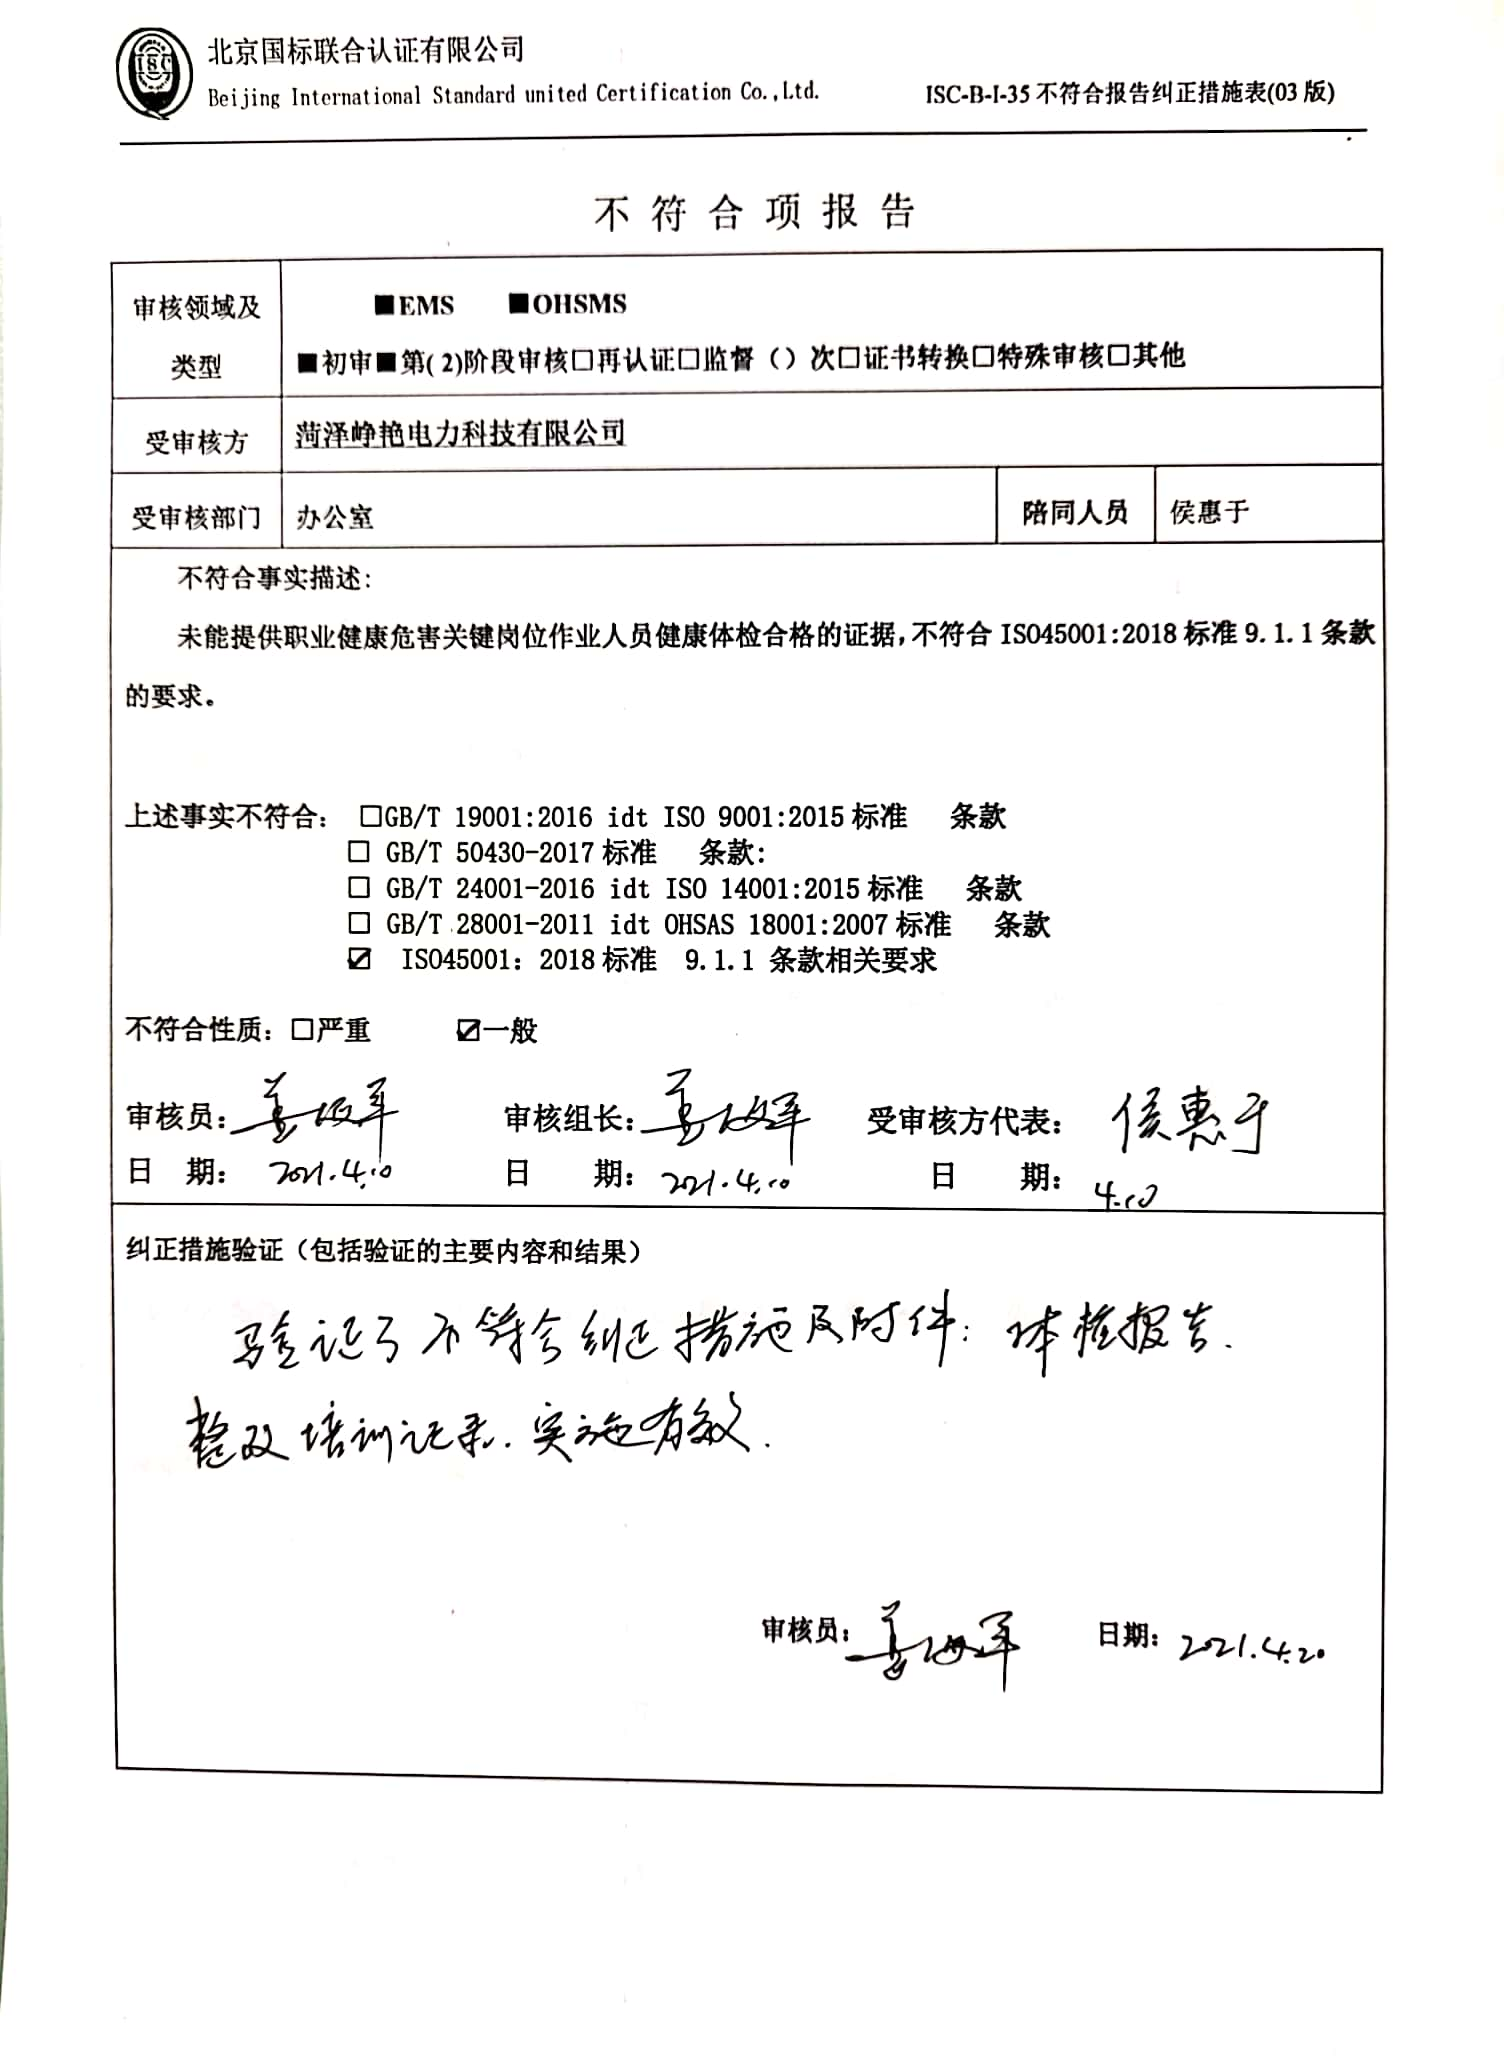 ISC
北京国标联合认证有限公司
Beijing International Standard united Certification Co.,Ltd.
ISC-B-I-35 不符合报告纠正措施表(03 版)
不符合项报告
审核领域及类型
■EMS ■OHSMS
■初审■第( 2)阶段审核□再认证□监督（）次□证书转换□特殊审核□其他
受审核方 菏泽峥艳电力科技有限公司
受审核部门 办公室 陪同人员 侯惠于
不符合事实描述：
未能提供职业健康危害关键岗位作业人员健康体检合格的证据，不符合 ISO45001:2018 标准 9.1.1 条款
的要求。
上述事实不符合： □GB/T 19001:2016 idt ISO 9001:2015 标准 条款
□ GB/T 50430-2017 标准 条款：
□ GB/T 24001-2016 idt ISO 14001:2015 标准 条款
□ GB/T 28001-2011 idt OHSAS 18001:2007 标准 条款
☑ ISO45001：2018 标准 9.1.1 条款相关要求
不符合性质：□严重 ☑一般
审核员： 审核组长： 受审核方代表： 侯惠于
日 期： 2021.4.10 日 期： 2021.4.10 日 期： 4.10
纠正措施验证（包括验证的主要内容和结果）
验证了不符合纠正措施及附件：体检报告.
整改培训记录.实施有效.
审核员： 日期： 2021.4.20